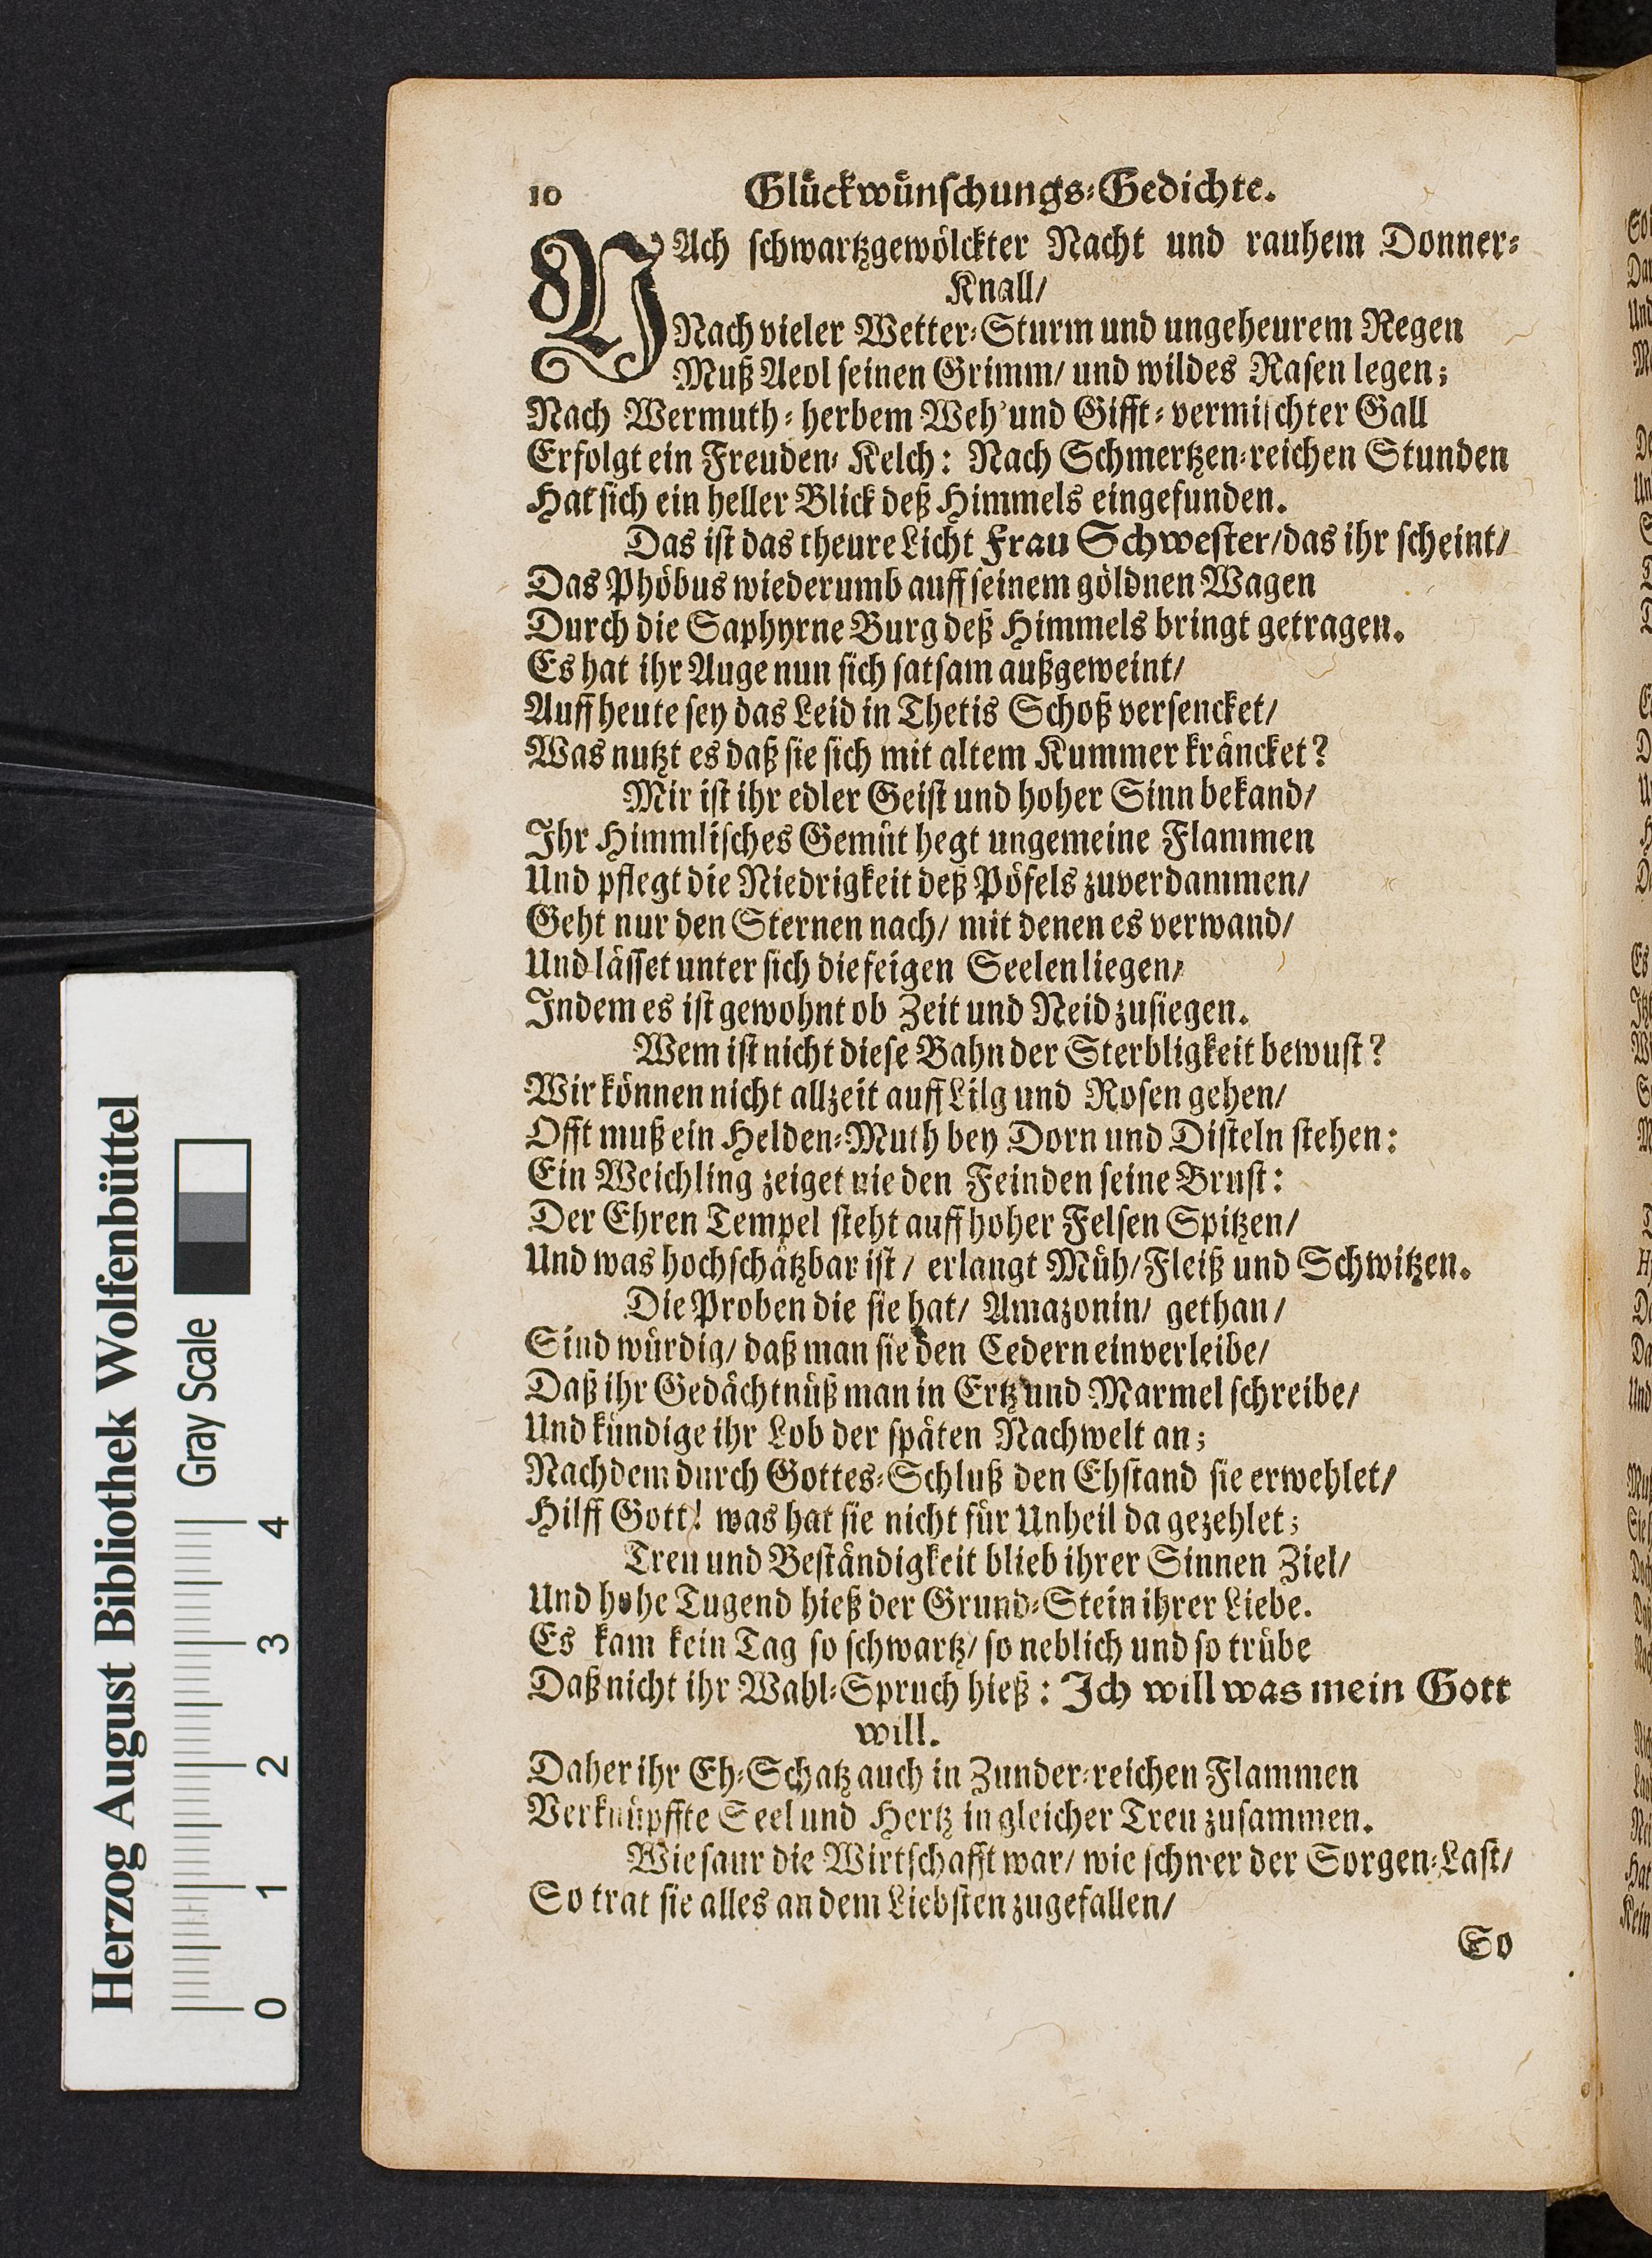 10 Glückwünschungs-Gedichte.
NAch schwartzgewölckter Nacht und rauhem Donner-
Knall/
Nach vieler Wetter-Sturm und ungeheurem Regen
Muß Aeol seinen Grimm/ und wildes Rasen legen;
Nach Wermuth-herbem Weh' und Gifft-vermischter Gall
Erfolgt ein Freuden-Kelch: Nach Schmertzen-reichen Stunden
Hat sich ein heller Blick deß Himmels eingefunden.
Das ist das theure Licht Frau Schwester/das ihr scheint/
Das Phöbus wiederumb auff seinem göldnen Wagen
Durch die Saphyrne Burg deß Himmels bringt getragen.
Es hat ihr Auge nun sich satsam außgeweint/
Auff heute sey das Leid in Thetis Schoß versencket/
Was nutzt es daß sie sich mit altem Kummer kräncket?
Mir ist ihr edler Geist und hoher Sinn bekand/
Ihr Himmlisches Gemüt hegt ungemeine Flammen
Und pflegt die Niedrigkeit deß Pöfels zuverdammen/
Geht nur den Sternen nach/ mit denen es verwand/
Und lässet unter sich die feigen Seelen liegen/
Indem es ist gewohnt ob Zeit und Neid zusiegen.
Wem ist nicht diese Bahn der Sterbligkeit bewust?
Wir können nicht allzeit auff Lilg und Rosen gehen/
Offt muß ein Helden-Muth bey Dorn und Disteln stehen:
Ein Weichling zeiget nie den Feinden seine Brust:
Der Ehren Tempel steht auff hoher Felsen Spitzen/
Und was hochschätzbar ist/ erlangt Müh/Fleiß und Schwitzen.
Die Proben die sie hat/ Amazonin/ gethan/
Sind würdig/ daß man sie den Cedern einverleibe/
Daß ihr Gedächtnüß man in Ertz und Marmel schreibe/
Und kündige ihr Lob der späten Nachwelt an;
Nachdem durch Gottes-Schluß den Ehstand sie erwehlet/
Hilff Gott! was hat sie nicht für Unheil da gezehlet;
Treu und Beständigkeit blieb ihrer Sinnen Ziel/
Und hohe Tugend hieß der Grund-Stein ihrer Liebe.
Es kam kein Tag so schwartz/ so neblich und so trübe
Daß nicht ihr Wahl-Spruch hieß: Ich will was mein Gott
will.
Daher ihr Eh-Schatz auch in Zunder-reichen Flammen
Verknüpffte Seel und Hertz in gleicher Treu zusammen.
Wie saur die Wirtschafft war/ wie schwer der Sorgen-Last/
So trat sie alles an dem Liebsten zugefallen/
So
Herzog August Bibliothek Wolfenbüttel
Gray Scale
0 1 2 3 4